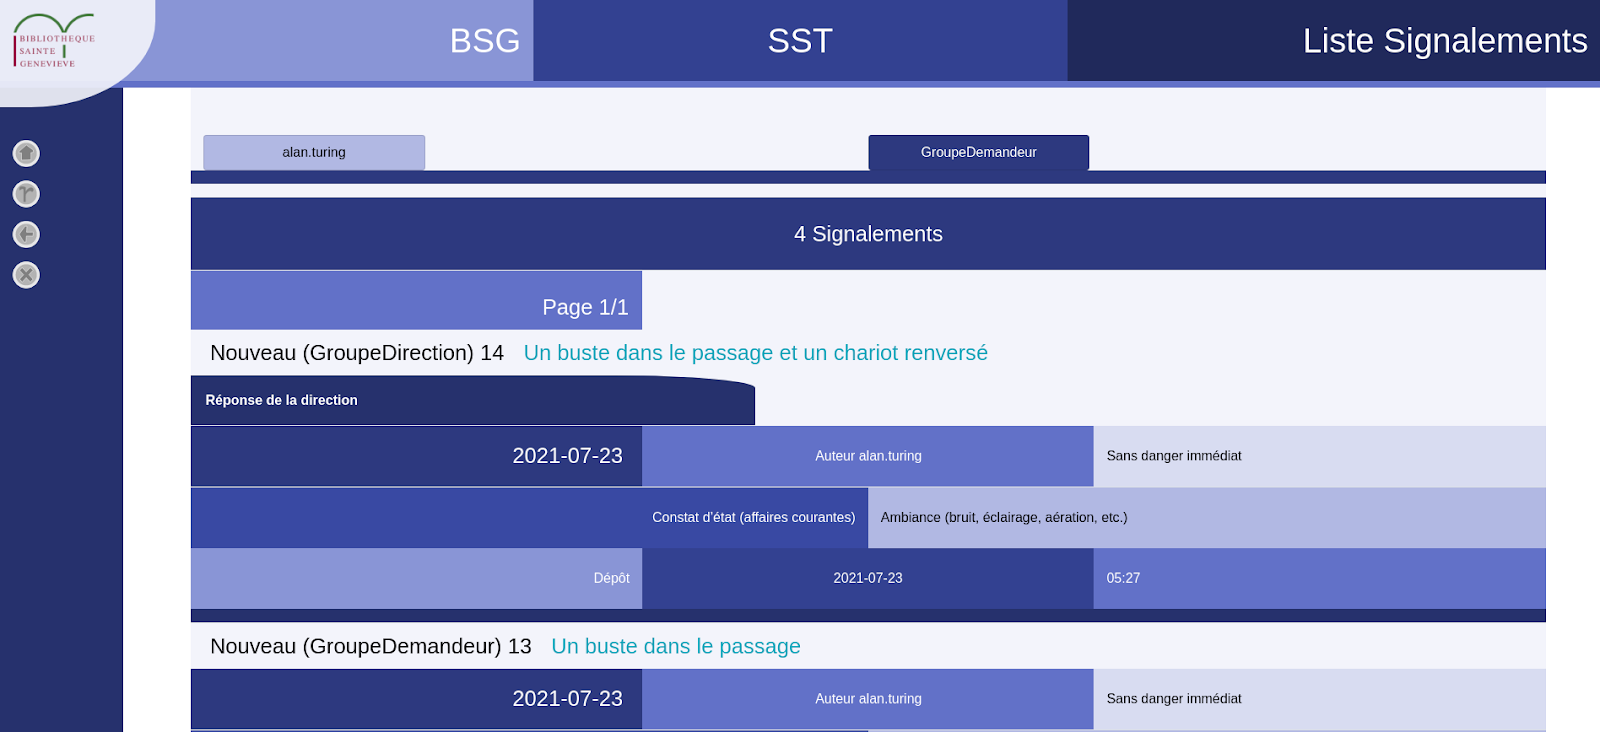 BIBLIOTHEQUE
SAINTE
GENEVIEVE
BSG
SST
Liste Signalements
alan.turing
GroupeDemandeur
4 Signalements
Page 1/1
Nouveau (GroupeDirection) 14 Un buste dans le passage et un chariot renversé
Réponse de la direction
2021-07-23
Auteur alan.turing
Sans danger immédiat
Constat d'état (affaires courantes)
Ambiance (bruit, éclairage, aération, etc.)
Dépôt
2021-07-23
05:27
Nouveau (GroupeDemandeur) 13 Un buste dans le passage
2021-07-23
Auteur alan.turing
Sans danger immédiat